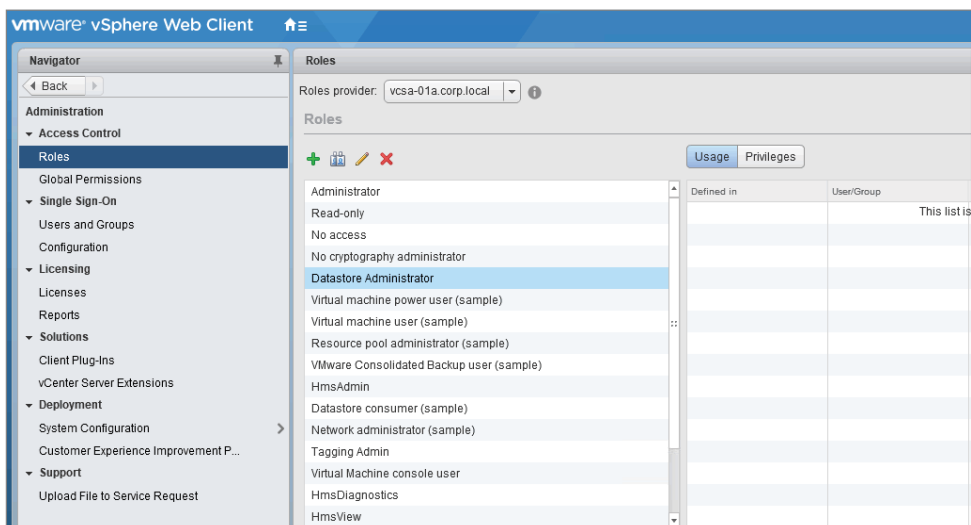 vmware® vSphere Web Client
Navigator
Back
Administration
Access Control
Roles
Global Permissions
Single Sign-On
Users and Groups
Configuration
Licensing
Licenses
Reports
Solutions
Client Plug-Ins
vCenter Server Extensions
Deployment
System Configuration
Customer Experience Improvement P...
Support
Upload File to Service Request
Roles
Roles provider: vcsa-01a.corp.local
Roles
Administrator
Read-only
No access
No cryptography administrator
Datastore Administrator
Virtual machine power user (sample)
Virtual machine user (sample)
Resource pool administrator (sample)
VMware Consolidated Backup user (sample)
HmsAdmin
Datastore consumer (sample)
Network administrator (sample)
Tagging Admin
Virtual Machine console user
HmsDiagnostics
HmsView
Usage Privileges
Defined in User/Group
This list is